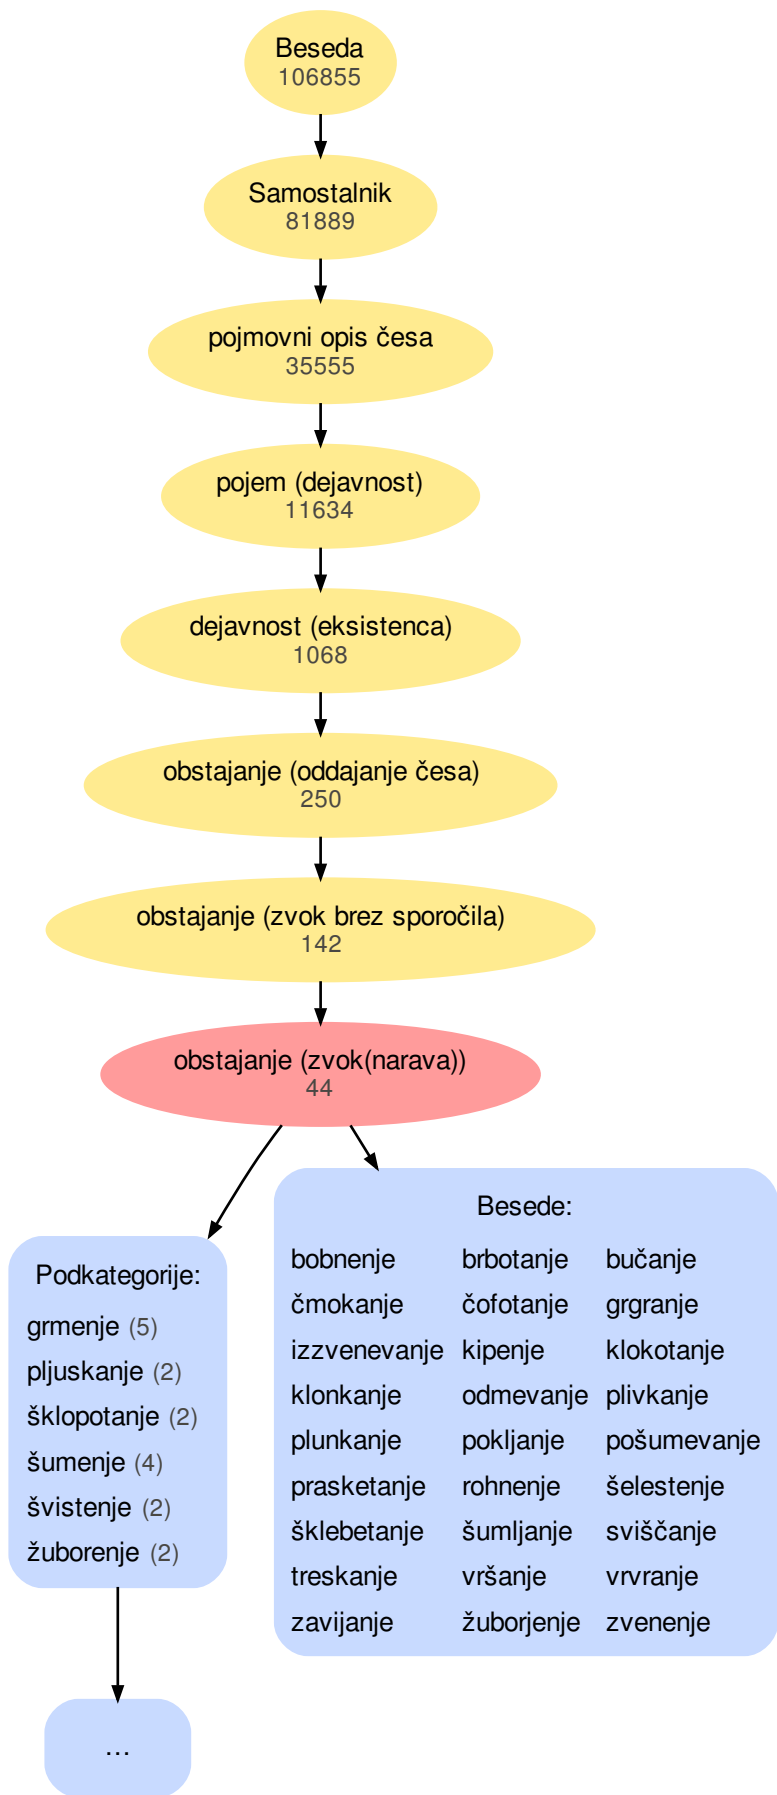 Beseda
106855
Samostalnik
81889
pojmovni opis česa
35555
pojem (dejavnost)
11634
dejavnost (eksistenca)
1068
obstajanje (oddajanje česa)
250
obstajanje (zvok brez sporočila)
142
obstajanje (zvok(narava))
44
Podkategorije:
grmenje (5)
pljuskanje (2)
šklopotanje (2)
šumenje (4)
švistenje (2)
žuborenje (2)
...
Besede:
bobnenje brbotanje bučanje
čmokanje čofotanje grgranje
izzvenevanje kipenje klokotanje
klonkanje odmevanje plivkanje
plunkanje pokljanje pošumevanje
prasketanje rohnenje šelestenje
šklebetanje šumljanje sviščanje
treskanje vršanje vrvranje
zavijanje žuborjenje zvenenje